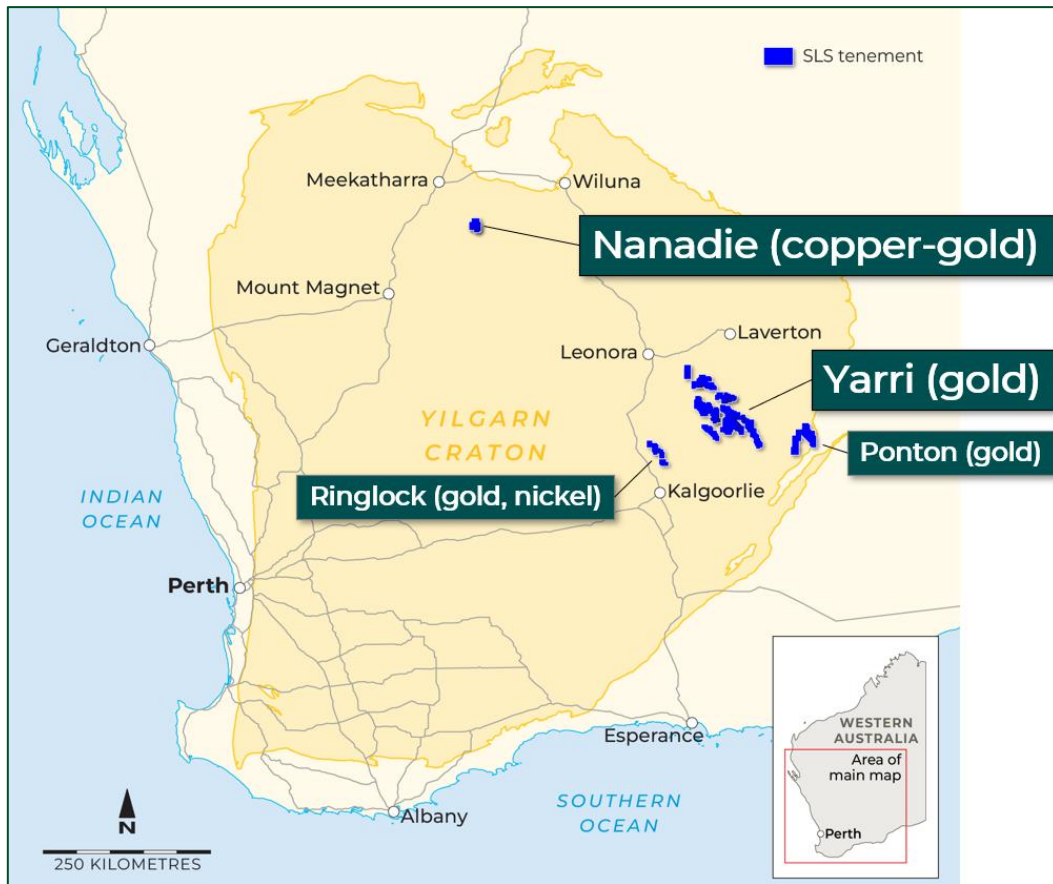 SLS tenement
Meekatharra
Wiluna
Nanadie (copper-gold)
Mount Magnet
Geraldton
Laverton
Leonora
Yarri (gold)
YILGARN
CRATON
Ponton (gold)
Ringlock (gold, nickel)
Kalgoorlie
INDIAN
OCEAN
Perth
Esperance
WESTERN
AUSTRALIA
Area of
main map
Perth
SOUTHERN
OCEAN
Albany
N
250 KILOMETRES